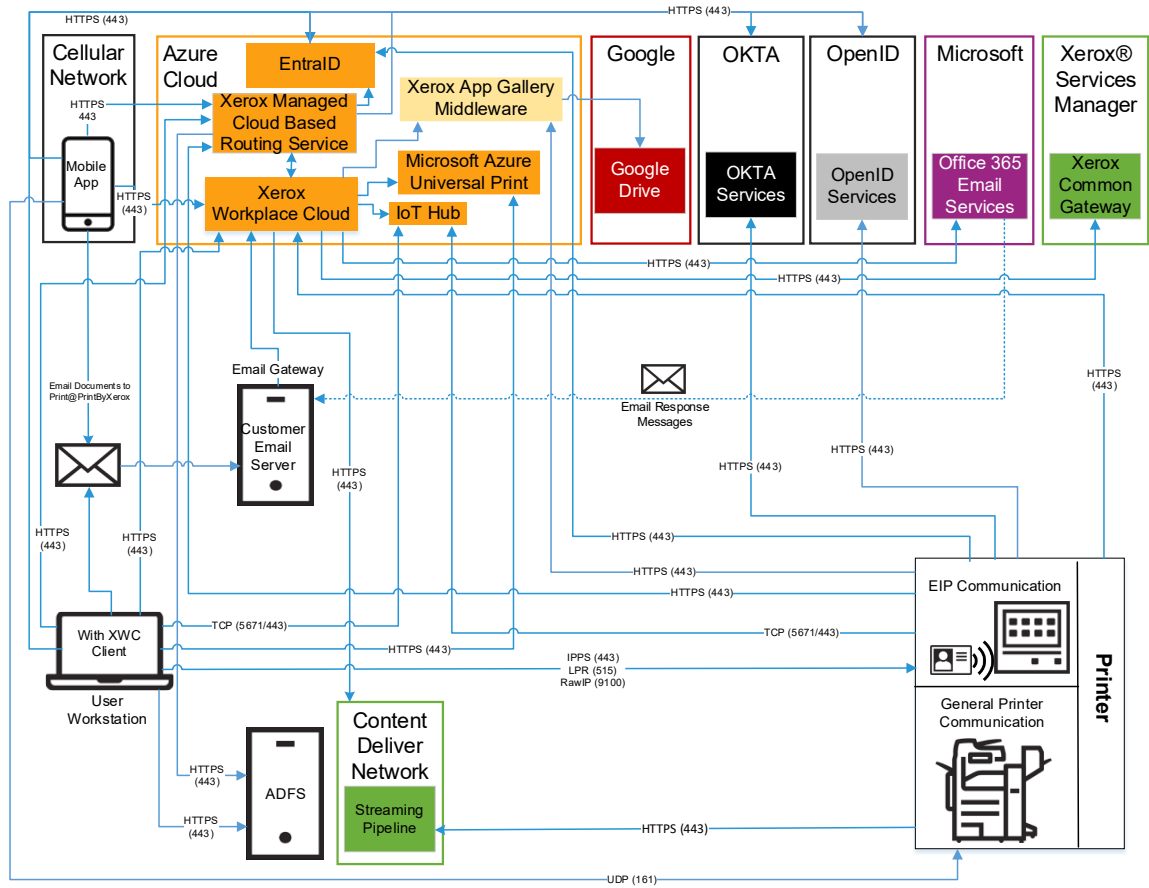 HTTPS (443)
HTTPS (443)
Cellular
Network
Azure
Cloud
EntraID
Google
OKTA
OpenID
Microsoft
Xerox®
Services
Manager
HTTPS
443
Xerox Managed
Cloud Based
Routing Service
Xerox App Gallery
Middleware
Mobile
App
Microsoft Azure
Universal Print
Google
Drive
OKTA
Services
OpenID
Services
Office 365
Email
Services
Xerox
Common
Gateway
HTTPS
(443)
Xerox
Workplace Cloud
IoT Hub
HTTPS (443)
HTTPS (443)
Email Gateway
Email Documents to
Print@PrintByXerox
HTTPS
(443)
Email Response
Messages
Customer
Email
Server
HTTPS (443)
HTTPS (443)
HTTPS
(443)
HTTPS
(443)
HTTPS
(443)
HTTPS (443)
HTTPS (443)
HTTPS (443)
EIP Communication
With XWC
Client
TCP (5671/443)
TCP (5671/443)
HTTPS (443)
IPPS (443)
LPR (515)
RawIP (9100)
Printer
User
Workstation
General Printer
Communication
Content
Deliver
Network
HTTPS
(443)
ADFS
Streaming
Pipeline
HTTPS
(443)
HTTPS (443)
UDP (161)